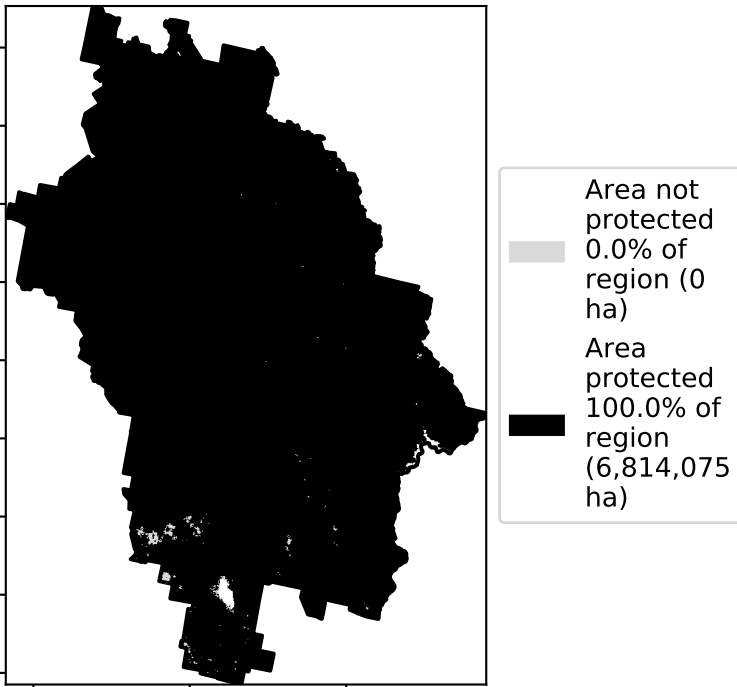 Area not
protected
0.0% of
region (0
ha)
Area
protected
100.0% of
region
(6,814,075
ha)